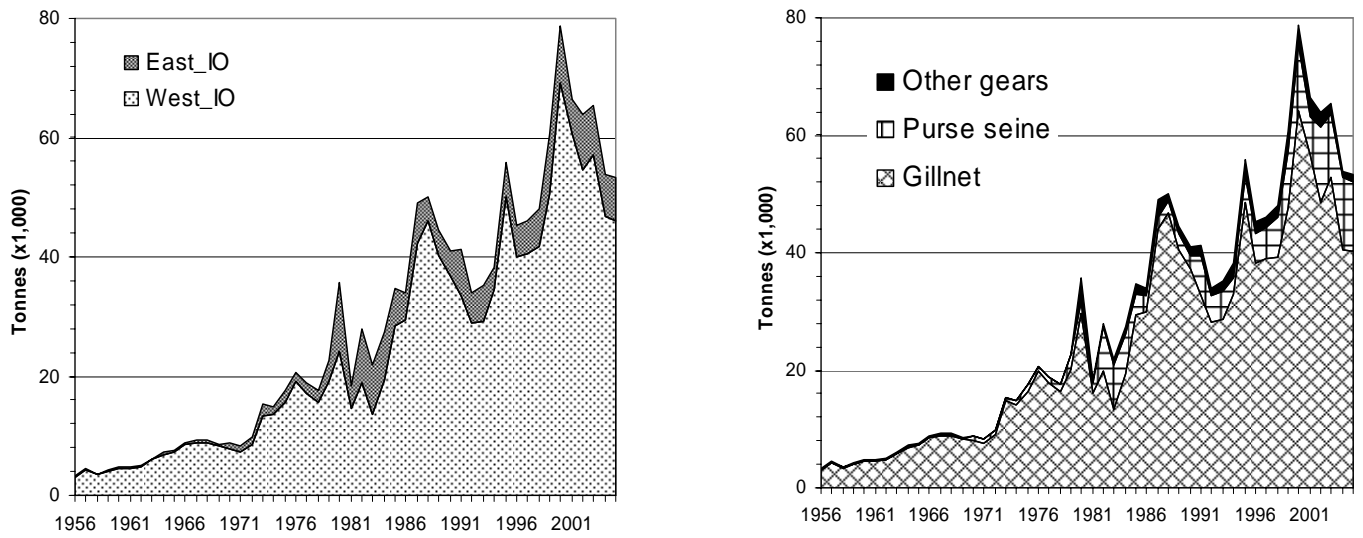 80
60
40
20
0
Tonnes (x1,000)
East_IO
West_IO
1956 1961 1966 1971 1976 1981 1986 1991 1996 2001
80
60
40
20
0
Tonnes (x1,000)
Other gears
Purse seine
Gillnet
1956 1961 1966 1971 1976 1981 1986 1991 1996 2001